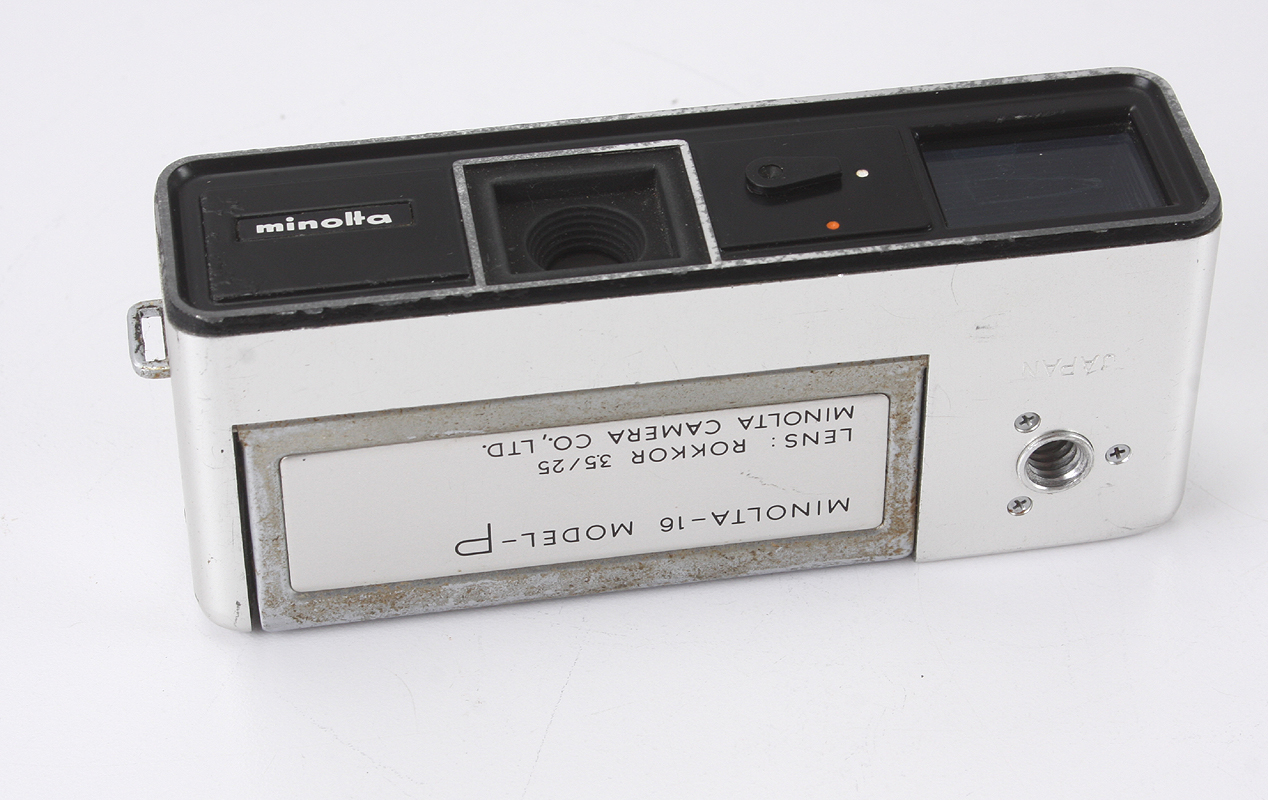 minolta
JAPAN
MINOLTA-16 MODEL-P
LENS: ROKKOR 3.5/25
MINOLTA CAMERA CO., LTD.